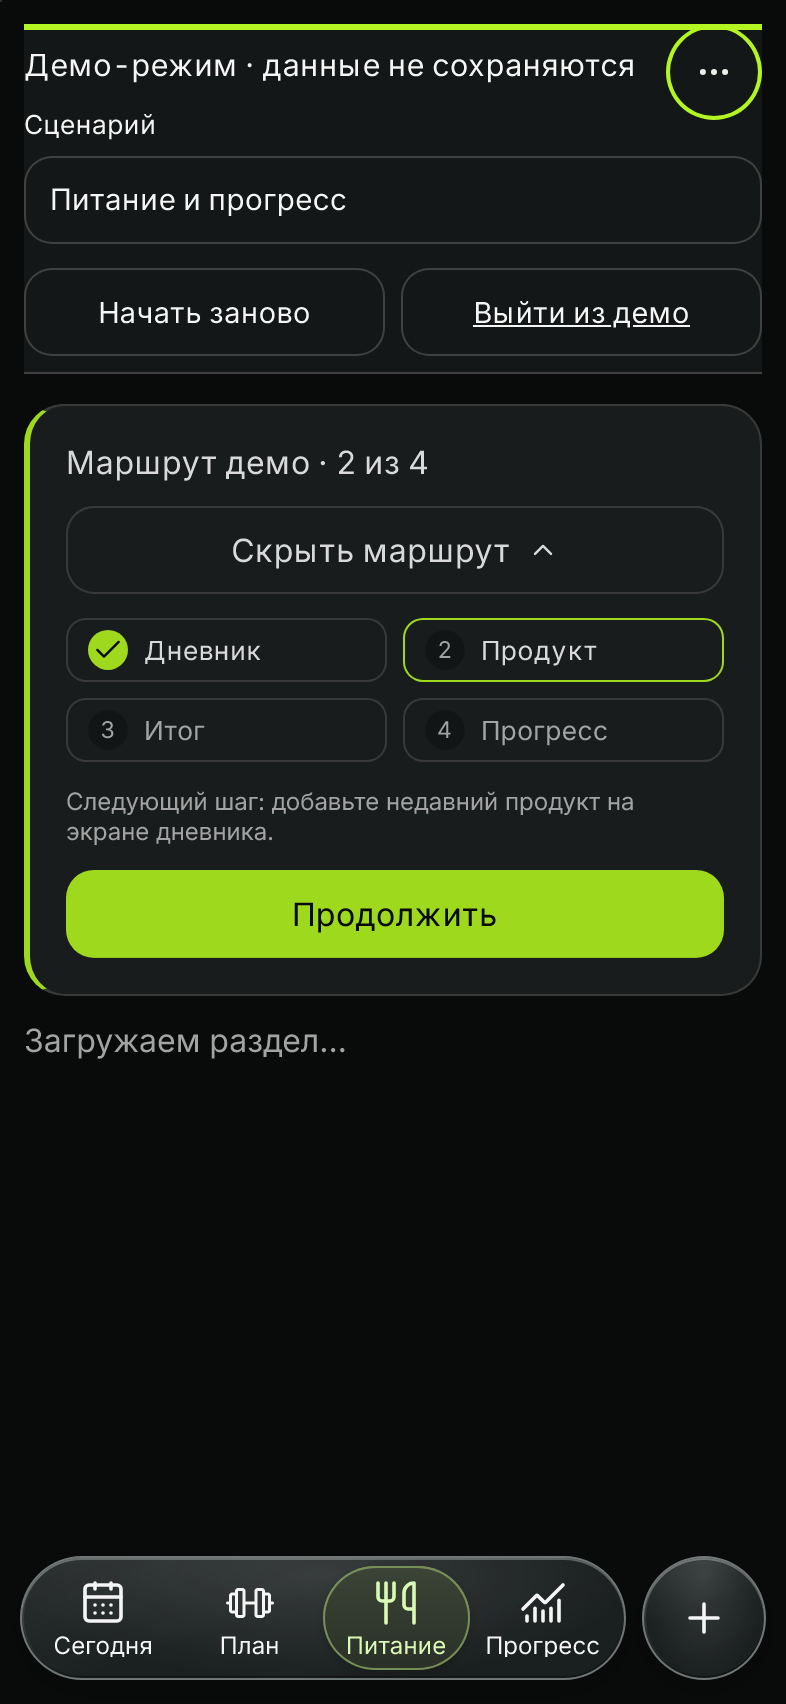 Демо-режим · данные не сохраняются
Сценарий
Питание и прогресс
Начать заново
Выйти из демо
Маршрут демо · 2 из 4
Скрыть маршрут
Дневник
2 Продукт
3 Итог
4 Прогресс
Следующий шаг: добавьте недавний продукт на
экране дневника.
Продолжить
Загружаем раздел...
Сегодня
План
Питание
Прогресс